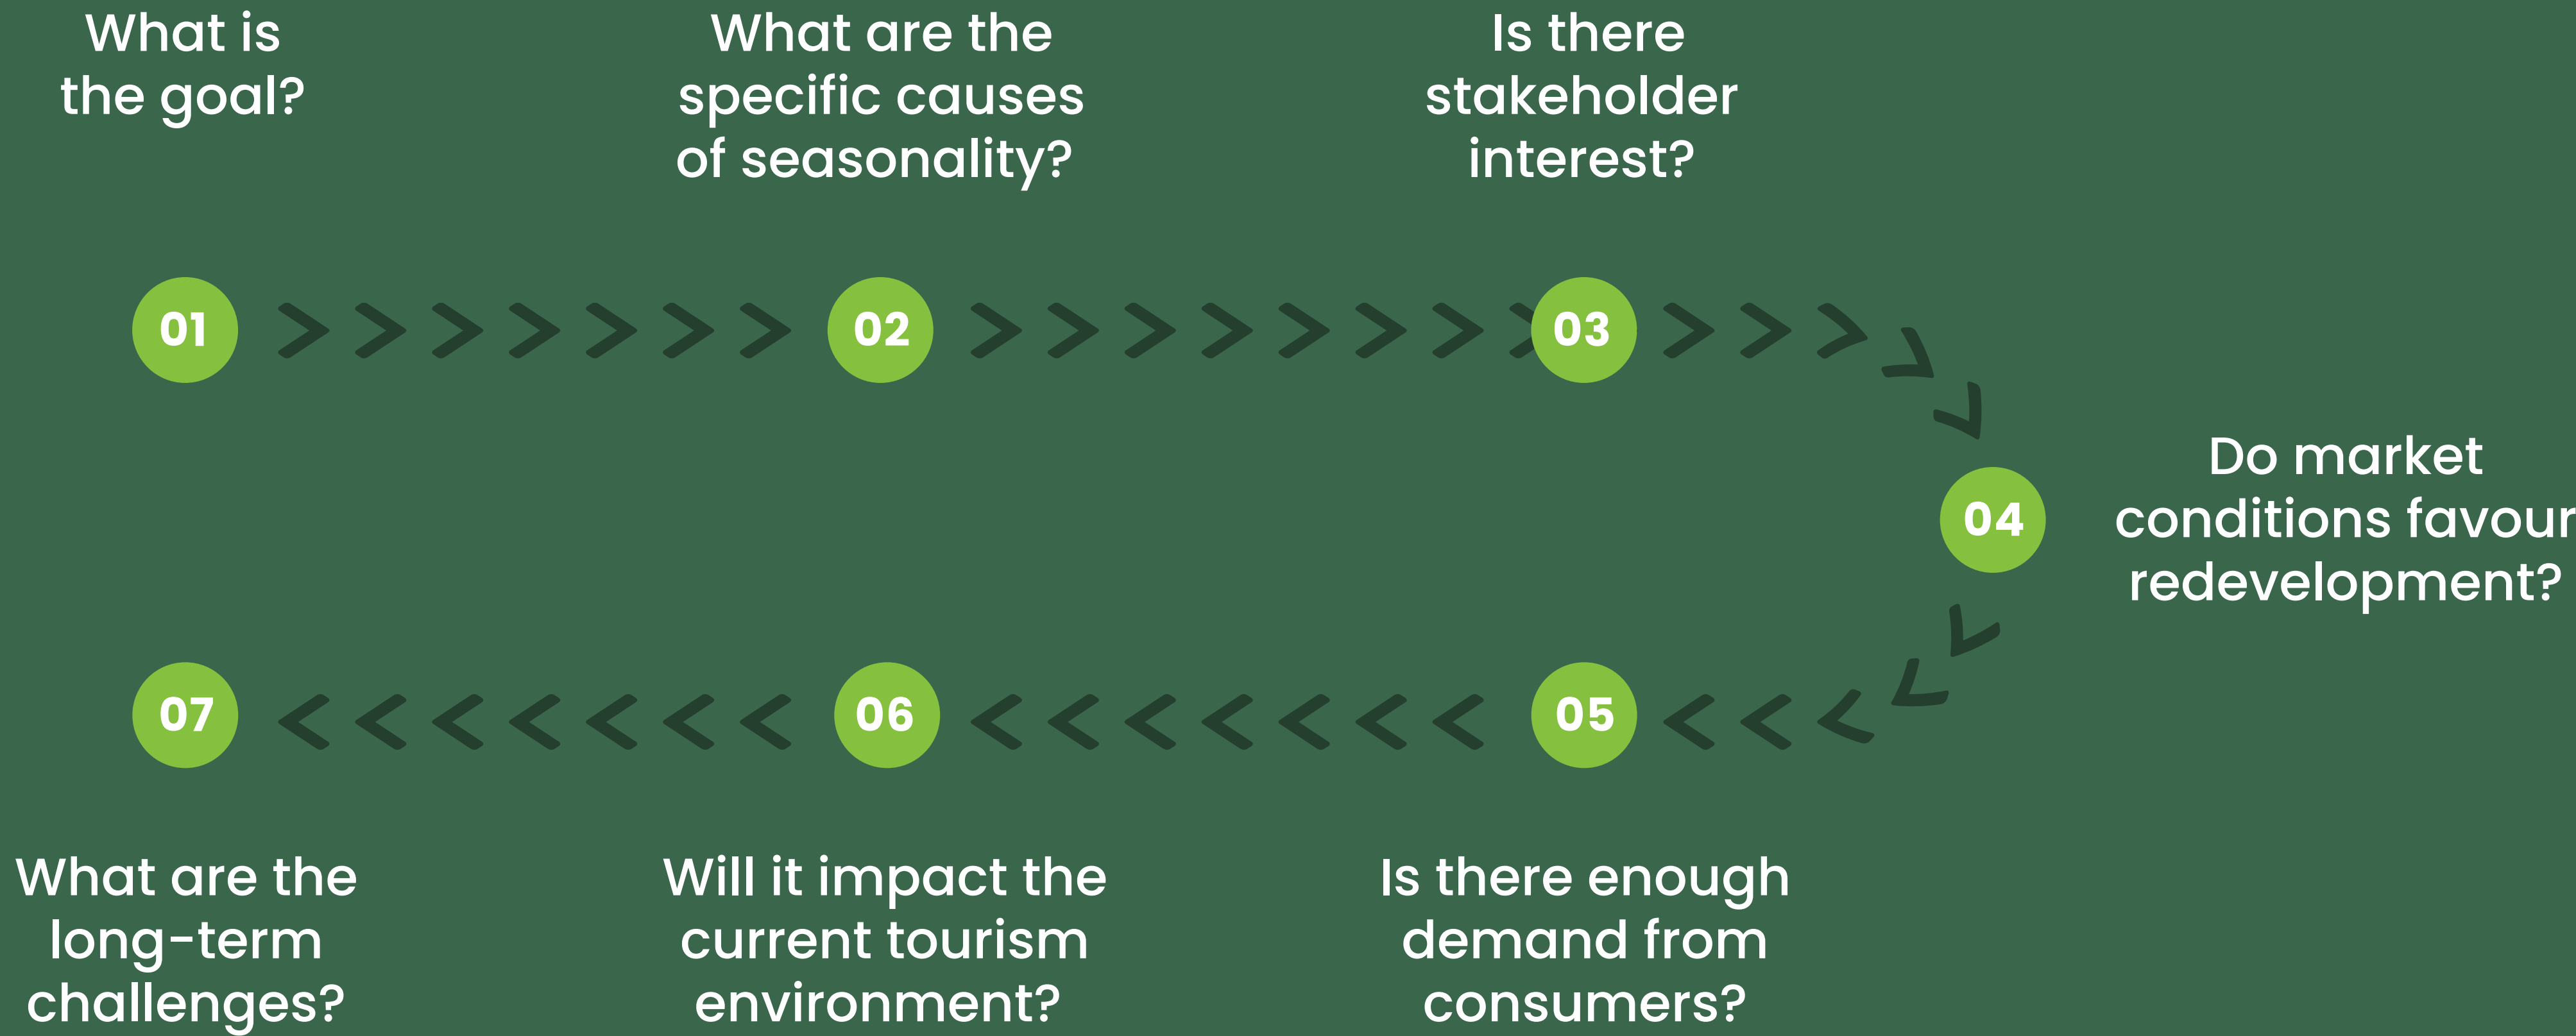 What is
the goal?
01
What are the
specific causes
of seasonality?
02
Is there
stakeholder
interest?
03
Do market
conditions favour
redevelopment?
04
Is there enough
demand from
consumers?
05
Will it impact the
current tourism
environment?
06
What are the
long-term
challenges?
07